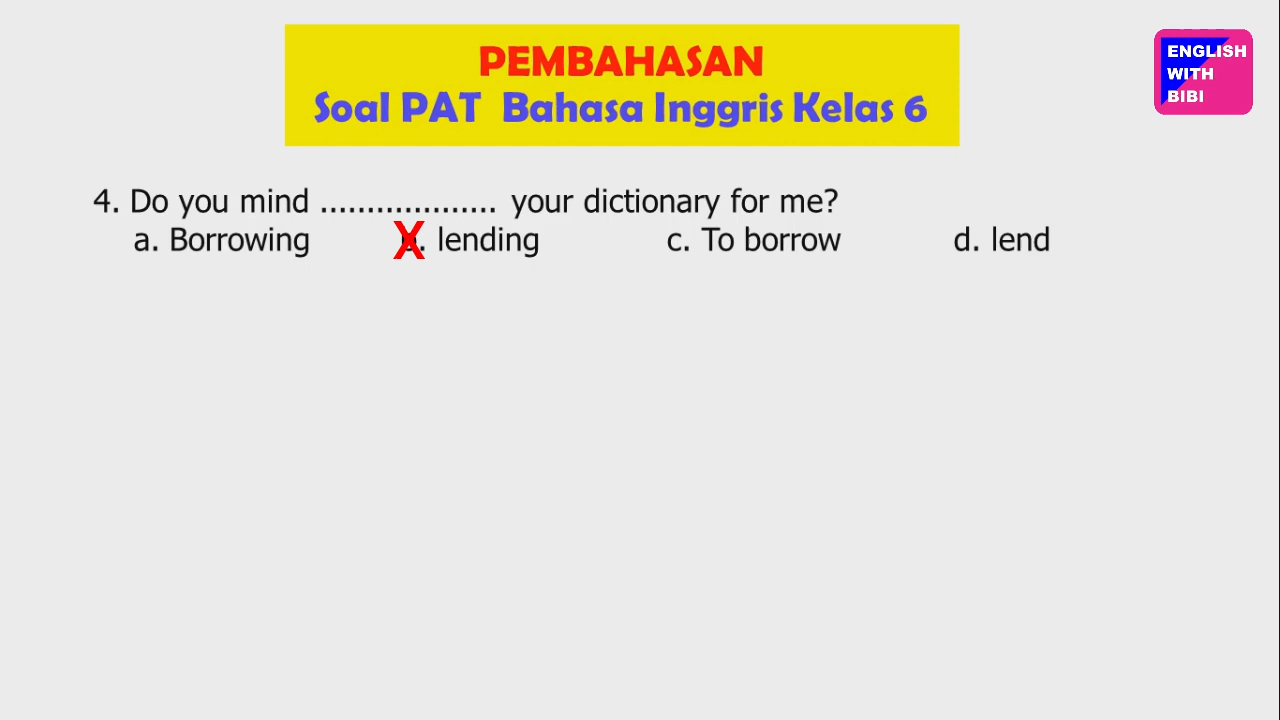 PEMBAHASAN
Soal PAT Bahasa Inggris Kelas 6
ENGLISH
WITH
BIBI
4. Do you mind ................... your dictionary for me?
a. Borrowing X. lending c. To borrow d. lend